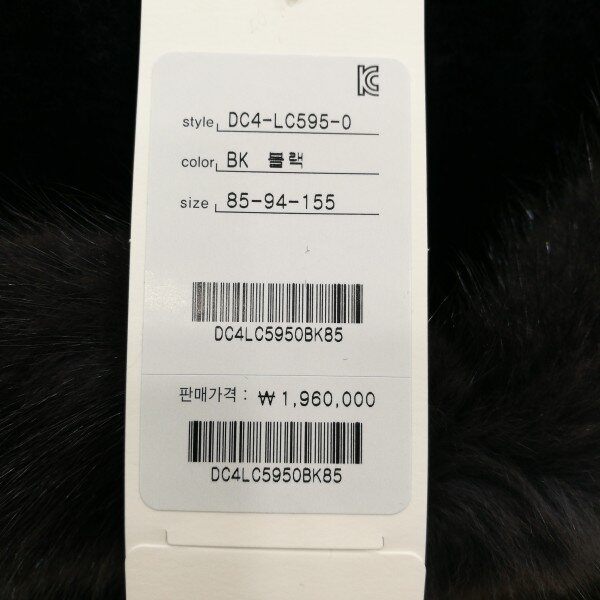 KC
style DC4-LC595-0
color BK 블랙
size 85-94-155
DC4LC5950BK85
판매가격 : ₩ 1,960,000
DC4LC5950BK85